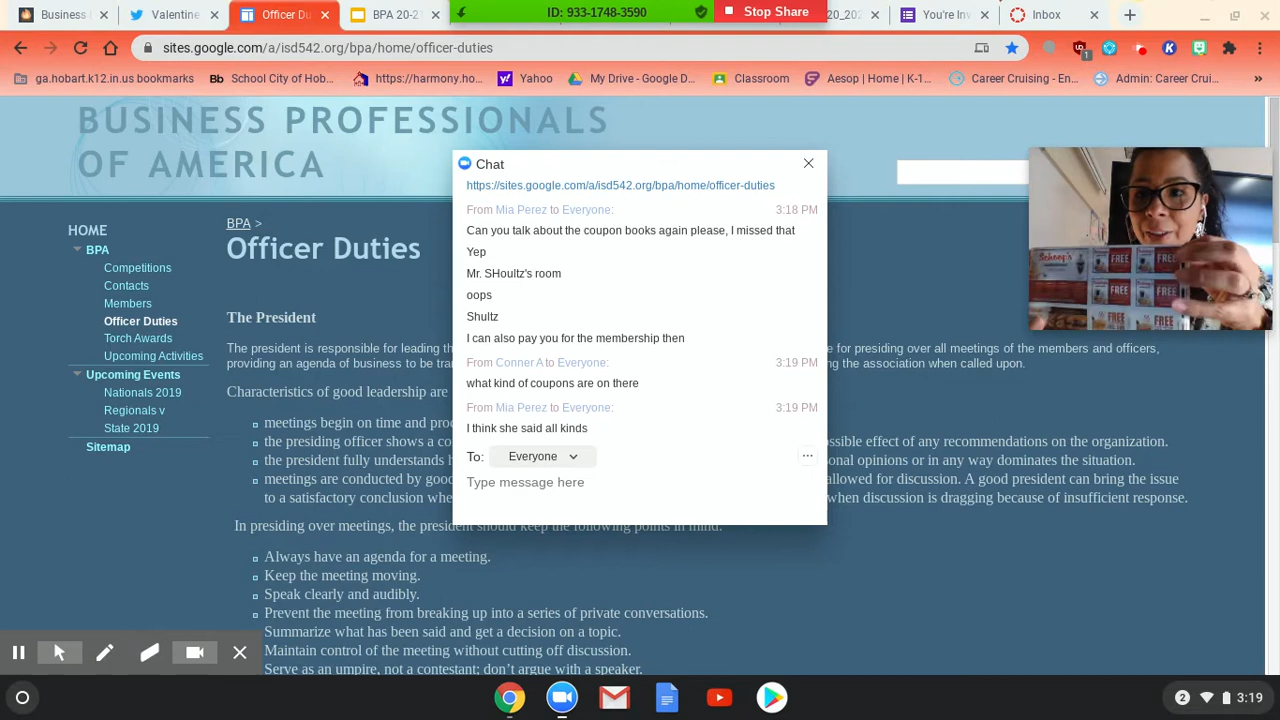 Business
Valentine
Officer Du
BPA 20-2
ID: 933-1748-3590
Stop Share
20_202
You're Inv
Inbox
sites.google.com/a/isd542.org/bpa/home/officer-duties
1
ga.hobart.k12.in.us bookmarks
Bb School City of Hob...
https://harmony.ho...
Yahoo
My Drive - Google D...
Classroom
Aesop | Home | K-1...
Career Cruising - En...
Admin: Career Cruisi...
»
BUSINESS PROFESSIONALS
OF AMERICA
HOME
BPA
Competitions
Contacts
Members
Officer Duties
Torch Awards
Upcoming Activities
Upcoming Events
Nationals 2019
Regionals v
State 2019
Sitemap
BPA >
Officer Duties
The President
The president is responsible for leading th
e for presiding over all meetings of the members and officers,
providing an agenda of business to be tra
ng the association when called upon.
Characteristics of good leadership are
meetings begin on time and proc
the presiding officer shows a co
ossible effect of any recommendations on the organization.
the president fully understands h
onal opinions or in any way dominates the situation.
meetings are conducted by good
allowed for discussion. A good president can bring the issue
to a satisfactory conclusion whe
when discussion is dragging because of insufficient response.
In presiding over meetings, the president should keep the following points in mind:
Always have an agenda for a meeting.
Keep the meeting moving.
Speak clearly and audibly.
Prevent the meeting from breaking up into a series of private conversations.
Summarize what has been said and get a decision on a topic.
Maintain control of the meeting without cutting off discussion.
Serve as an umpire, not a contestant; don't argue with a speaker.
Chat
https://sites.google.com/a/isd542.org/bpa/home/officer-duties
From Mia Perez to Everyone: 3:18 PM
Can you talk about the coupon books again please, I missed that
Yep
Mr. SHoultz's room
oops
Shultz
I can also pay you for the membership then
From Conner A to Everyone: 3:19 PM
what kind of coupons are on there
From Mia Perez to Everyone: 3:19 PM
I think she said all kinds
To: Everyone
Type message here
Schoop's
FREE
FREE
FREE
FREE
2
3:19